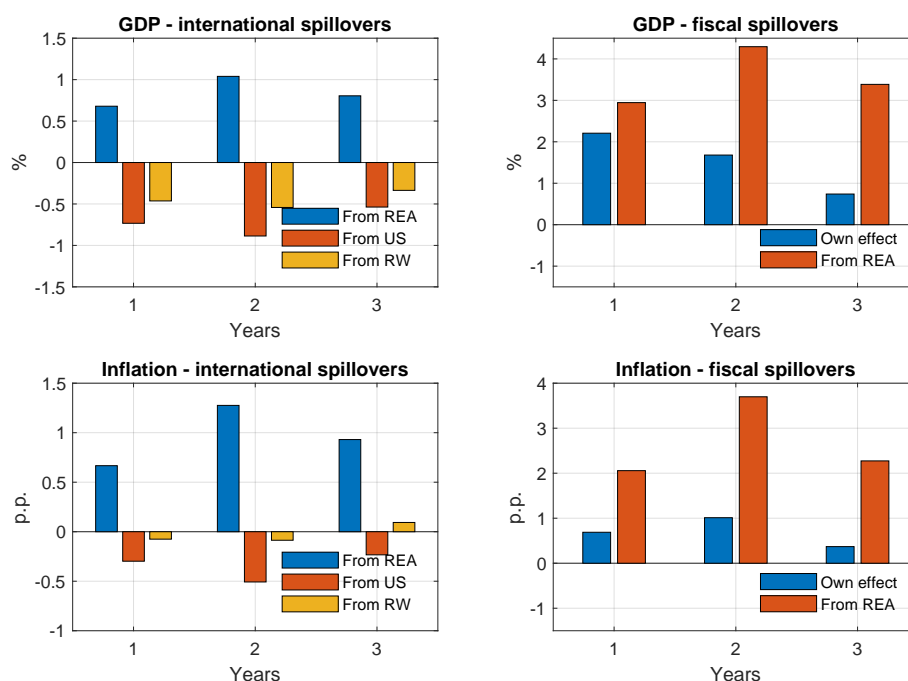 GDP - international spillovers
1.5
1
0.5
0
-0.5
-1
-1.5
%
From REA
From US
From RW
1 2 3
Years
GDP - fiscal spillovers
4
3
2
1
0
-1
%
Own effect
From REA
1 2 3
Years
Inflation - international spillovers
1.5
1
0.5
0
-0.5
-1
p.p.
From REA
From US
From RW
1 2 3
Years
Inflation - fiscal spillovers
4
3
2
1
0
-1
p.p.
Own effect
From REA
1 2 3
Years